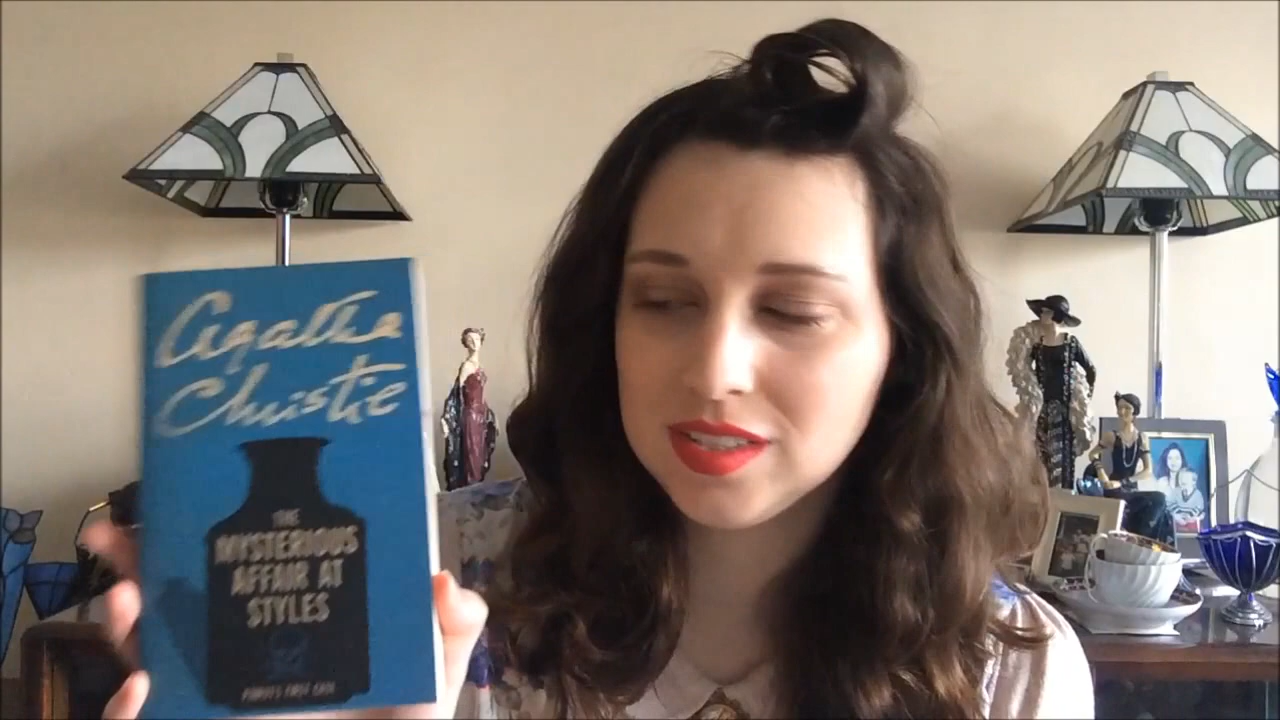 Agatha
Christie
THE
MYSTERIOUS
AFFAIR AT
STYLES
POIROT'S FIRST CASE